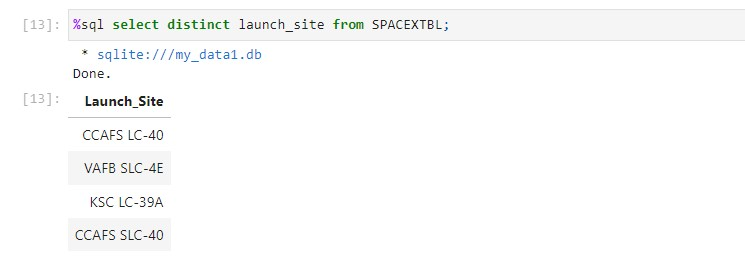 [13]: %sql select distinct launch_site from SPACEXTBL;
* sqlite:///my_data1.db
Done.
[13]: Launch_Site
CCAFS LC-40
VAFB SLC-4E
KSC LC-39A
CCAFS SLC-40